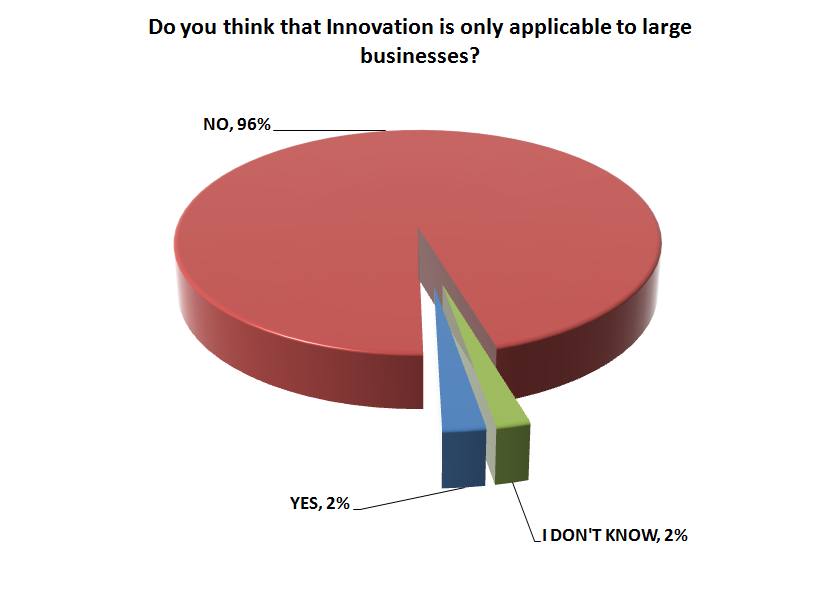 Do you think that Innovation is only applicable to large
businesses?
NO, 96%
YES, 2%
I DON'T KNOW, 2%